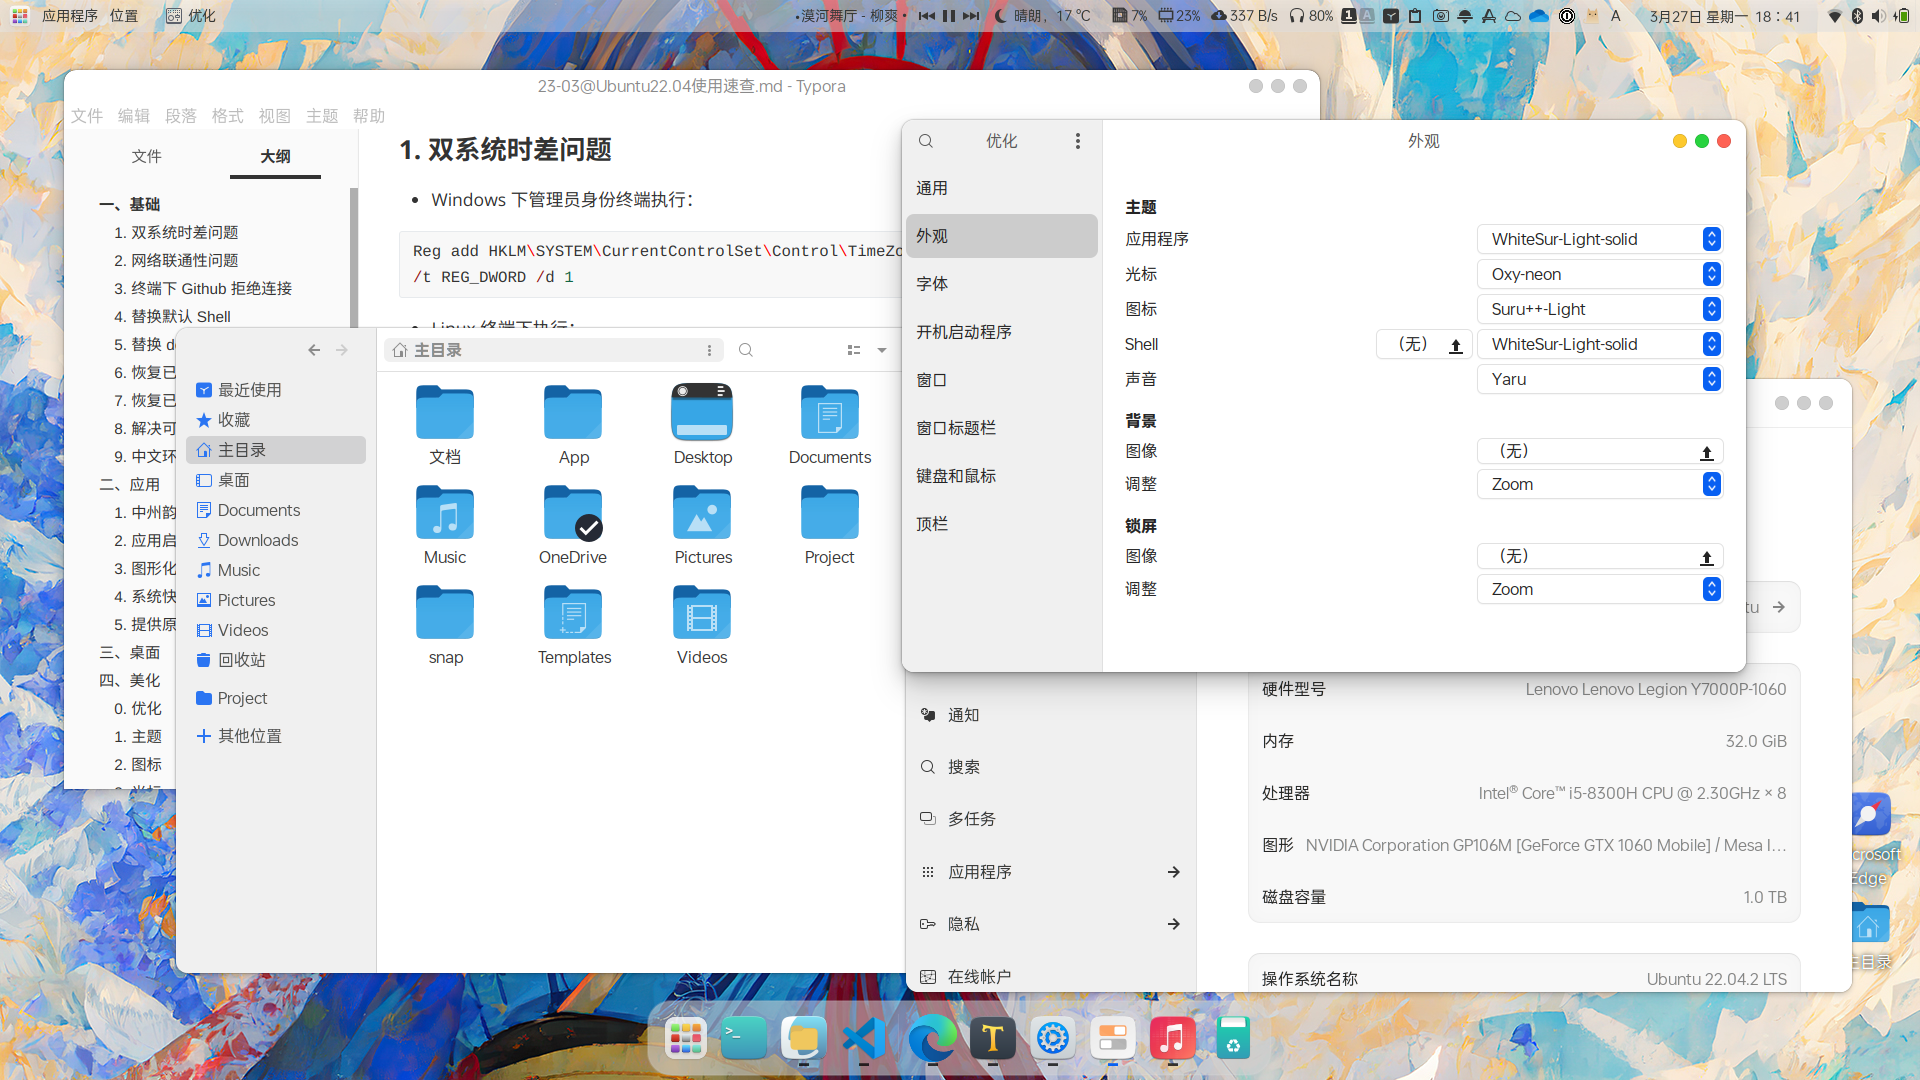 应用程序 位置 优化
•漠河舞厅 - 柳爽 •
晴朗，17 ℃
7% 23% 337 B/s 80% 1 A A
3月27日 星期一 18：41
23-03@Ubuntu22.04使用速查.md - Typora
文件 编辑 段落 格式 视图 主题 帮助
文件 大纲
一、基础
1. 双系统时差问题
2. 网络联通性问题
3. 终端下 Github 拒绝连接
4. 替换默认 Shell
5. 替换 d
6. 恢复已
7. 恢复已
8. 解决可
9. 中文环
二、应用
1. 中州韵
2. 应用启
3. 图形化
4. 系统快
5. 提供原
三、桌面
四、美化
0. 优化
1. 主题
2. 图标
1. 双系统时差问题
• Windows 下管理员身份终端执行：
Reg add HKLM\SYSTEM\CurrentControlSet\Control\TimeZo
/t REG_DWORD /d 1
• Linux 终端下执行：
主目录
最近使用
收藏
主目录
桌面
Documents
Downloads
Music
Pictures
Videos
回收站
Project
其他位置
文档 App Desktop Documents
Music OneDrive Pictures Project
snap Templates Videos
优化
通用
外观
字体
开机启动程序
窗口
窗口标题栏
键盘和鼠标
顶栏
外观
主题
应用程序 WhiteSur-Light-solid
光标 Oxy-neon
图标 Suru++-Light
Shell （无） WhiteSur-Light-solid
声音 Yaru
背景
图像 （无）
调整 Zoom
锁屏
图像 （无）
调整 Zoom
通知
搜索
多任务
应用程序
隐私
在线帐户
tu
硬件型号 Lenovo Lenovo Legion Y7000P-1060
内存 32.0 GiB
处理器 Intel® Core™ i5-8300H CPU @ 2.30GHz × 8
图形 NVIDIA Corporation GP106M [GeForce GTX 1060 Mobile] / Mesa I…
磁盘容量 1.0 TB
操作系统名称 Ubuntu 22.04.2 LTS
crosoft
Edge
主目录
>_
T